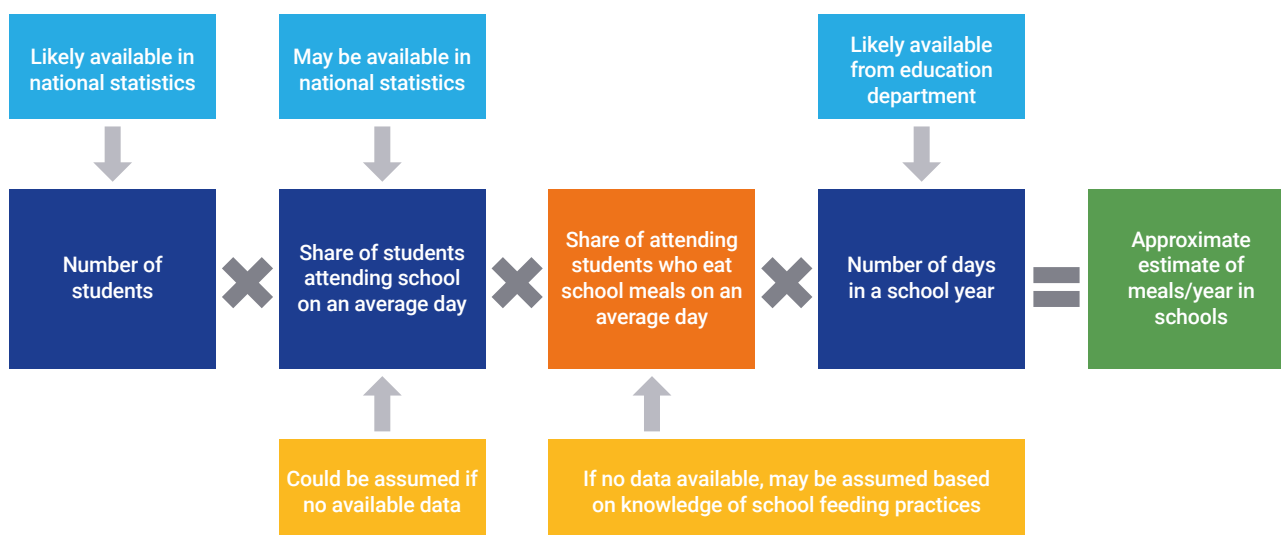 Likely available in
national statistics
May be available in
national statistics
Likely available
from education
department
Number of
students
Share of students
attending school
on an average day
Share of attending
students who eat
school meals on an
average day
Number of days
in a school year
Approximate
estimate of
meals/year in
schools
Could be assumed if
no available data
If no data available, may be assumed based
on knowledge of school feeding practices